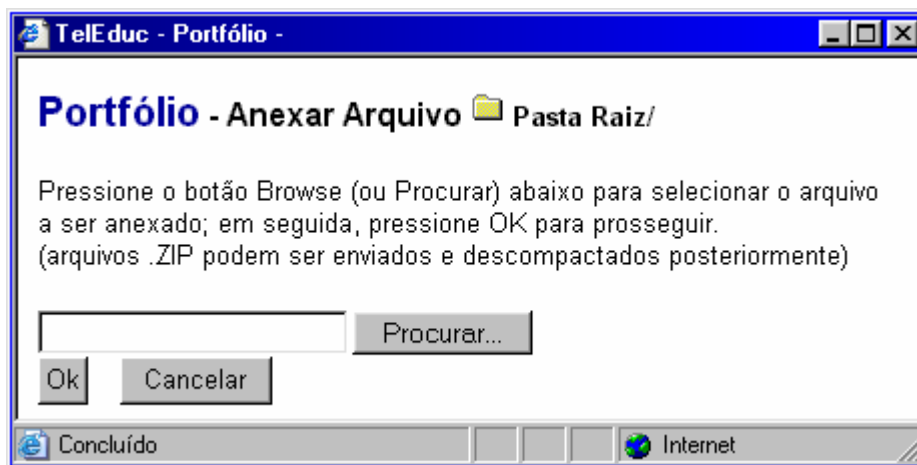 TelEduc - Portfólio -
Portfólio - Anexar Arquivo Pasta Raiz/
Pressione o botão Browse (ou Procurar) abaixo para selecionar o arquivo
a ser anexado; em seguida, pressione OK para prosseguir.
(arquivos .ZIP podem ser enviados e descompactados posteriormente)
Procurar...
Ok Cancelar
Concluído Internet